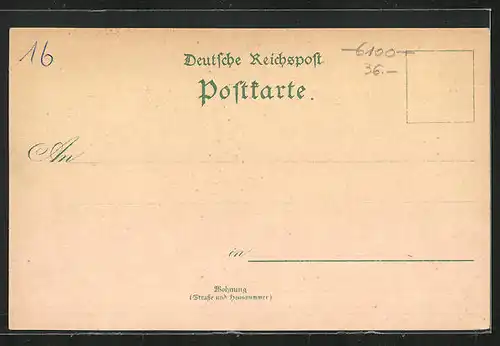 16
Deutsche Reichspost
6100
36.-
Postkarte.
An
in
Wohnung
(Straße und Hausnummer)